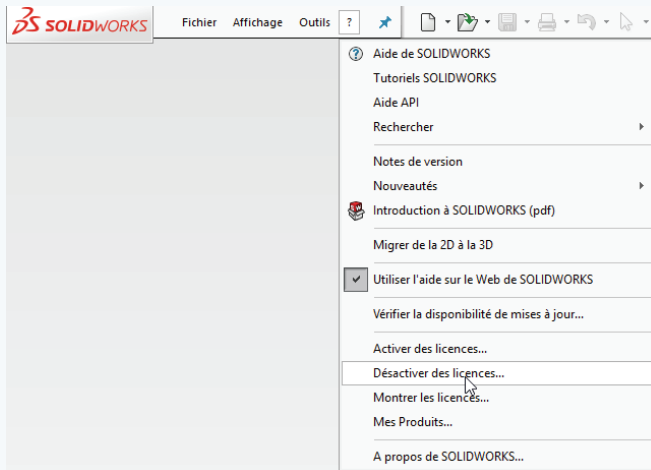 SOLIDWORKS Fichier Affichage Outils ?
Aide de SOLIDWORKS
Tutoriels SOLIDWORKS
Aide API
Rechercher
Notes de version
Nouveautés
Introduction à SOLIDWORKS (pdf)
Migrer de la 2D à la 3D
Utiliser l'aide sur le Web de SOLIDWORKS
Vérifier la disponibilité de mises à jour...
Activer des licences...
Désactiver des licences...
Montrer les licences...
Mes Produits...
A propos de SOLIDWORKS...